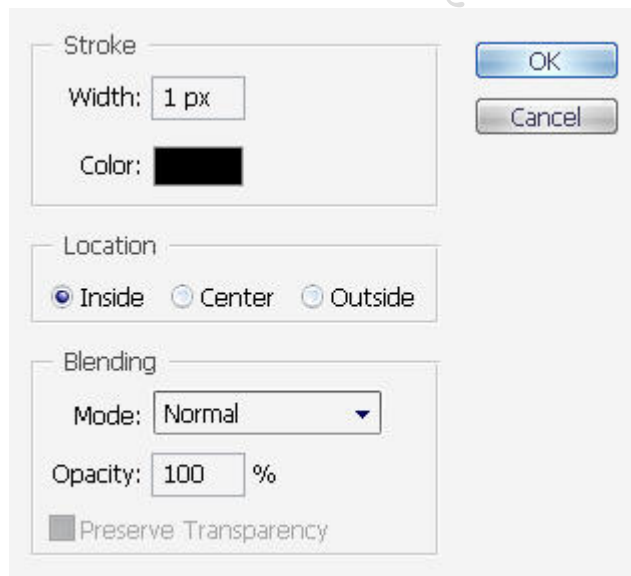 Stroke
Width: 1 px
Color:
OK
Cancel
Location
Inside Center Outside
Blending
Mode: Normal
Opacity: 100 %
Preserve Transparency